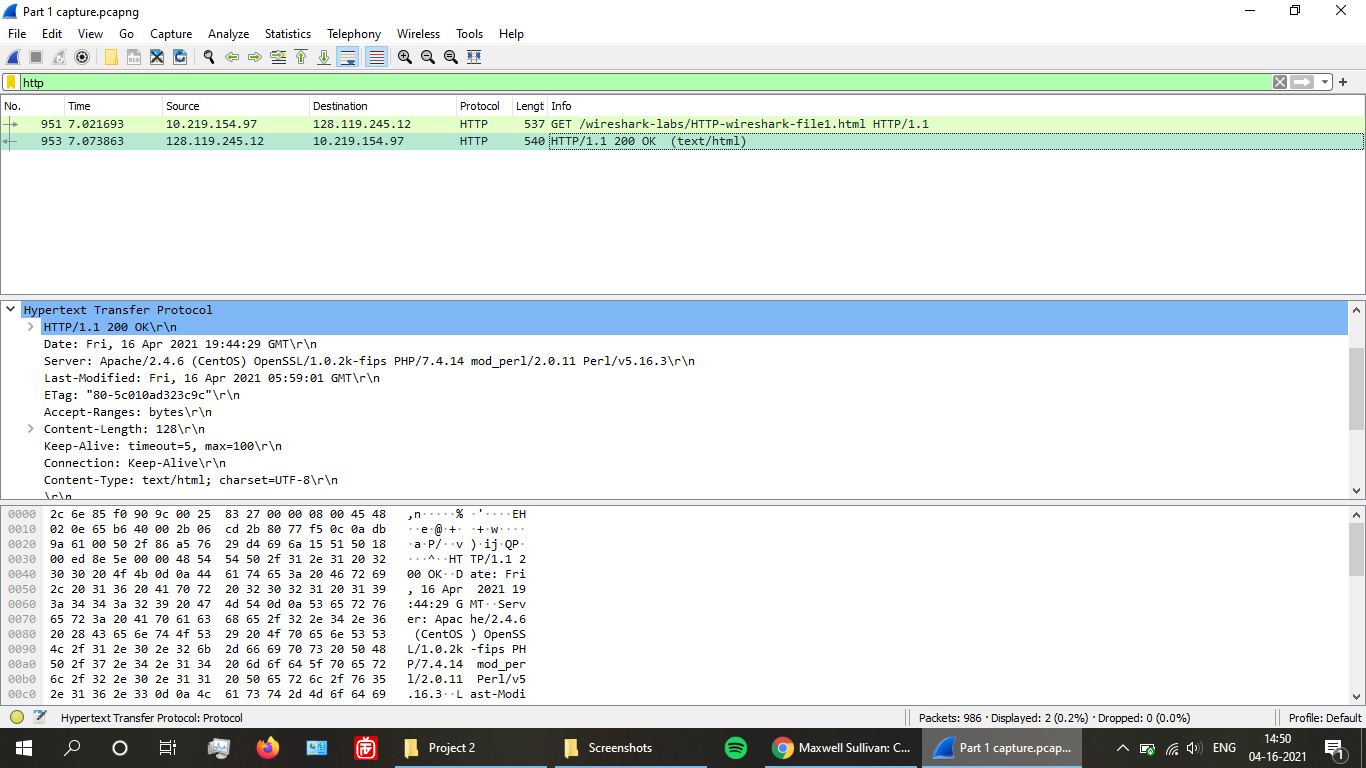 Part 1 capture.pcapng
File Edit View Go Capture Analyze Statistics Telephony Wireless Tools Help
http
No. Time Source Destination Protocol Lengt Info
951 7.021693 10.219.154.97 128.119.245.12 HTTP 537 GET /wireshark-labs/HTTP-wireshark-file1.html HTTP/1.1
953 7.073863 128.119.245.12 10.219.154.97 HTTP 540 HTTP/1.1 200 OK (text/html)
Hypertext Transfer Protocol
HTTP/1.1 200 OK\r\n
Date: Fri, 16 Apr 2021 19:44:29 GMT\r\n
Server: Apache/2.4.6 (CentOS) OpenSSL/1.0.2k-fips PHP/7.4.14 mod_perl/2.0.11 Perl/v5.16.3\r\n
Last-Modified: Fri, 16 Apr 2021 05:59:01 GMT\r\n
ETag: "80-5c010ad323c9c"\r\n
Accept-Ranges: bytes\r\n
Content-Length: 128\r\n
Keep-Alive: timeout=5, max=100\r\n
Connection: Keep-Alive\r\n
Content-Type: text/html; charset=UTF-8\r\n
\r\n
0000 2c 6e 85 f0 90 9c 00 25 83 27 00 00 08 00 45 48 ,n·····% ·'····EH
0010 02 0e 65 b6 40 00 2b 06 cd 2b 80 77 f5 0c 0a db ··e·@·+· ·+·w····
0020 9a 61 00 50 2f 86 a5 76 29 d4 69 6a 15 51 50 18 ·a·P/··v )·ij·QP·
0030 00 ed 8e 5e 00 00 48 54 54 50 2f 31 2e 31 20 32 ···^··HT TP/1.1 2
0040 30 30 20 4f 4b 0d 0a 44 61 74 65 3a 20 46 72 69 00 OK··D ate: Fri
0050 2c 20 31 36 20 41 70 72 20 32 30 32 31 20 31 39 , 16 Apr 2021 19
0060 3a 34 34 3a 32 39 20 47 4d 54 0d 0a 53 65 72 76 :44:29 G MT··Serv
0070 65 72 3a 20 41 70 61 63 68 65 2f 32 2e 34 2e 36 er: Apac he/2.4.6
0080 20 28 43 65 6e 74 4f 53 29 20 4f 70 65 6e 53 53 (CentOS ) OpenSS
0090 4c 2f 31 2e 30 2e 32 6b 2d 66 69 70 73 20 50 48 L/1.0.2k -fips PH
00a0 50 2f 37 2e 34 2e 31 34 20 6d 6f 64 5f 70 65 72 P/7.4.14 mod_per
00b0 6c 2f 32 2e 30 2e 31 31 20 50 65 72 6c 2f 76 35 l/2.0.11 Perl/v5
00c0 2e 31 36 2e 33 0d 0a 4c 61 73 74 2d 4d 6f 64 69 .16.3··L ast-Modi
Hypertext Transfer Protocol: Protocol Packets: 986 · Displayed: 2 (0.2%) · Dropped: 0 (0.0%) Profile: Default
Project 2 Screenshots Maxwell Sullivan: C... Part 1 capture.pcap... ENG 14:50
04-16-2021 1